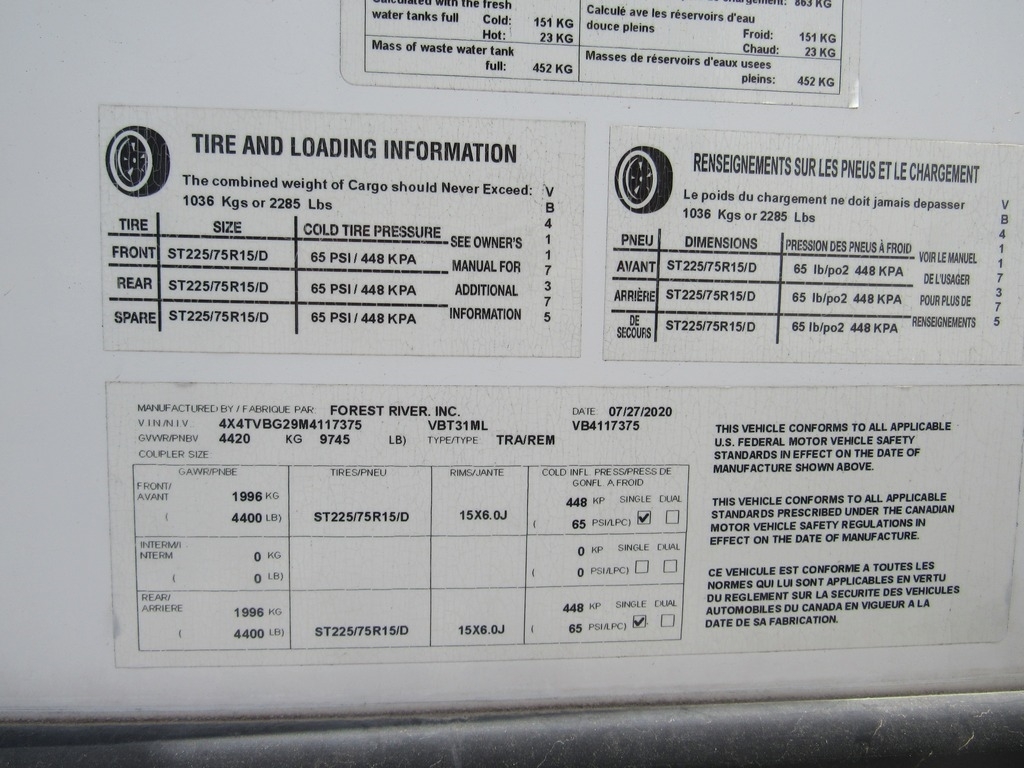 Calculated with the fresh
water tanks full Cold: 151 KG
Hot: 23 KG
Mass of waste water tank
full: 452 KG
chargement: 863 KG
Calculé ave les réservoirs d'eau
douce pleins
Froid: 151 KG
Chaud: 23 KG
Masses de réservoirs d'eaux usees
pleins: 452 KG
TIRE AND LOADING INFORMATION
The combined weight of Cargo should Never Exceed:
1036 Kgs or 2285 Lbs
TIRE SIZE COLD TIRE PRESSURE
FRONT ST225/75R15/D 65 PSI / 448 KPA
REAR ST225/75R15/D 65 PSI / 448 KPA
SPARE ST225/75R15/D 65 PSI / 448 KPA
SEE OWNER'S
MANUAL FOR
ADDITIONAL
INFORMATION
V
B
4
1
1
7
3
7
5
RENSEIGNEMENTS SUR LES PNEUS ET LE CHARGEMENT
Le poids du chargement ne doit jamais depasser
1036 Kgs or 2285 Lbs
PNEU DIMENSIONS PRESSION DES PNEUS À FROID
AVANT ST225/75R15/D 65 lb/po2 448 KPA
ARRIÈRE ST225/75R15/D 65 lb/po2 448 KPA
DE
SECOURS ST225/75R15/D 65 lb/po2 448 KPA
VOIR LE MANUEL
DE L'USAGER
POUR PLUS DE
RENSEIGNEMENTS
V
B
4
1
1
7
3
7
5
MANUFACTURED BY / FABRIQUE PAR: FOREST RIVER. INC. DATE 07/27/2020
VIN/NIV 4X4TVBG29M4117375 VBT31ML VB4117375
GVWR/PNBV 4420 KG 9745 LB) TYPE/TYPE TRA/REM
COUPLER SIZE
GAWR/PNBE TIRES/PNEU RIMS/JANTE COLD INFL. PRESS/PRESS DE
GONFL. A FROID
FRONT/
AVANT 1996 KG 448 KP SINGLE DUAL
( 4400 LB) ST225/75R15/D 15X6.0J ( 65 PSI/LPC)
INTERM/I
NTERM 0 KG 0 KP SINGLE DUAL
( 0 LB) ( 0 PSI/LPC)
REAR/
ARRIERE 1996 KG 448 KP SINGLE DUAL
( 4400 LB) ST225/75R15/D 15X6.0J ( 65 PSI/LPC)
THIS VEHICLE CONFORMS TO ALL APPLICABLE
U.S. FEDERAL MOTOR VEHICLE SAFETY
STANDARDS IN EFFECT ON THE DATE OF
MANUFACTURE SHOWN ABOVE.
THIS VEHICLE CONFORMS TO ALL APPLICABLE
STANDARDS PRESCRIBED UNDER THE CANADIAN
MOTOR VEHICLE SAFETY REGULATIONS IN
EFFECT ON THE DATE OF MANUFACTURE.
CE VEHICULE EST CONFORME A TOUTES LES
NORMES QUI LUI SONT APPLICABLES EN VERTU
DU REGLEMENT SUR LA SECURITE DES VEHICULES
AUTOMOBILES DU CANADA EN VIGUEUR A LA
DATE DE SA FABRICATION.